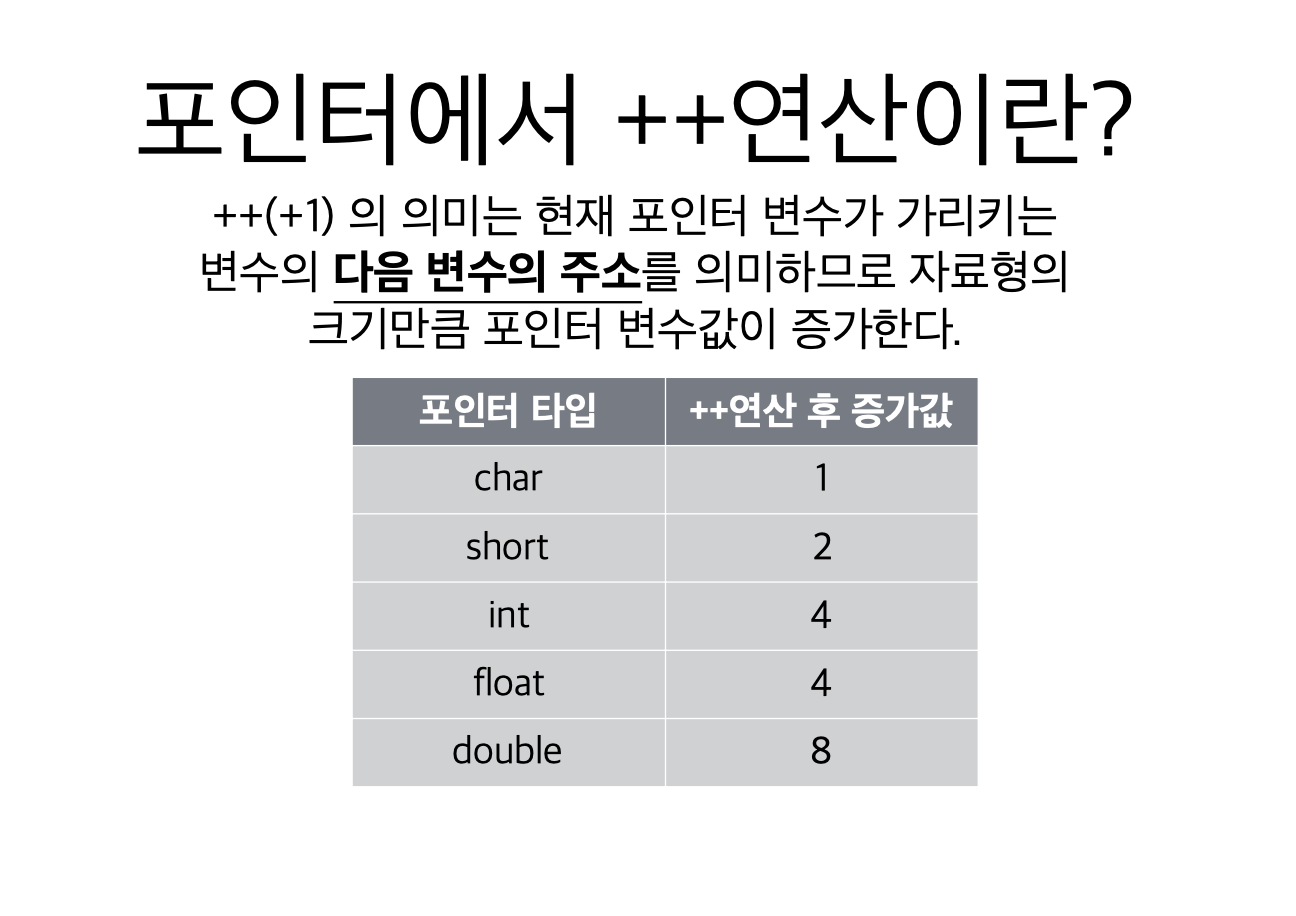 포인터에서 ++연산이란?
++(+1) 의 의미는 현재 포인터 변수가 가리키는
변수의 다음 변수의 주소를 의미하므로 자료형의
크기만큼 포인터 변수값이 증가한다.
포인터 타입 ++연산 후 증가값
char 1
short 2
int 4
float 4
double 8